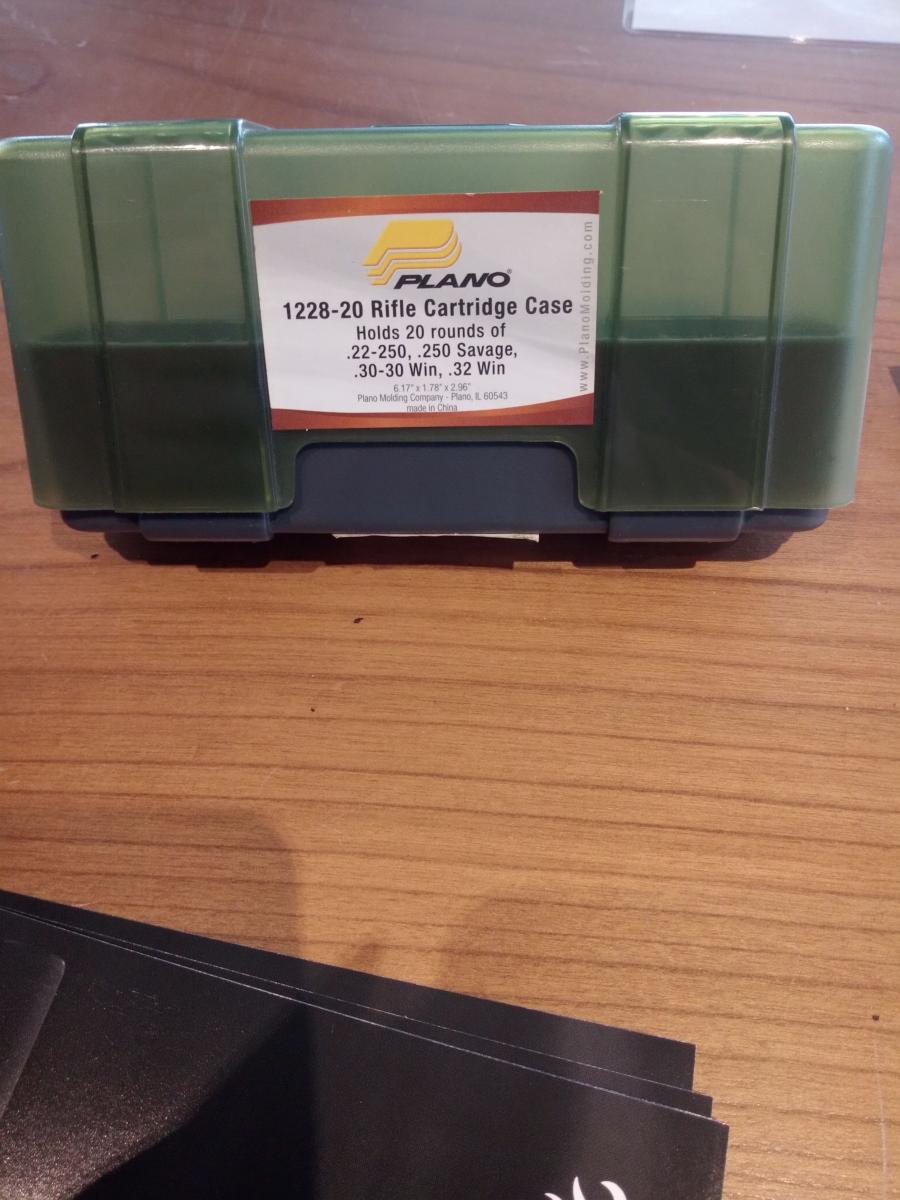 PLANO®
1228-20 Rifle Cartridge Case
Holds 20 rounds of
.22-250, .250 Savage,
.30-30 Win, .32 Win
6.17" x 1.78" x 2.96"
Plano Molding Company - Plano, IL 60543
made in China
www.PlanoMolding.com